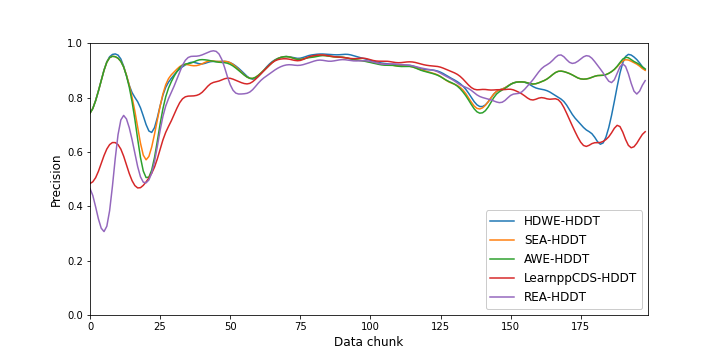 1.0
0.8
0.6
0.4
0.2
0.0
Precision
0
25
50
75
100
125
150
175
Data chunk
HDWE-HDDT
SEA-HDDT
AWE-HDDT
LearnppCDS-HDDT
REA-HDDT